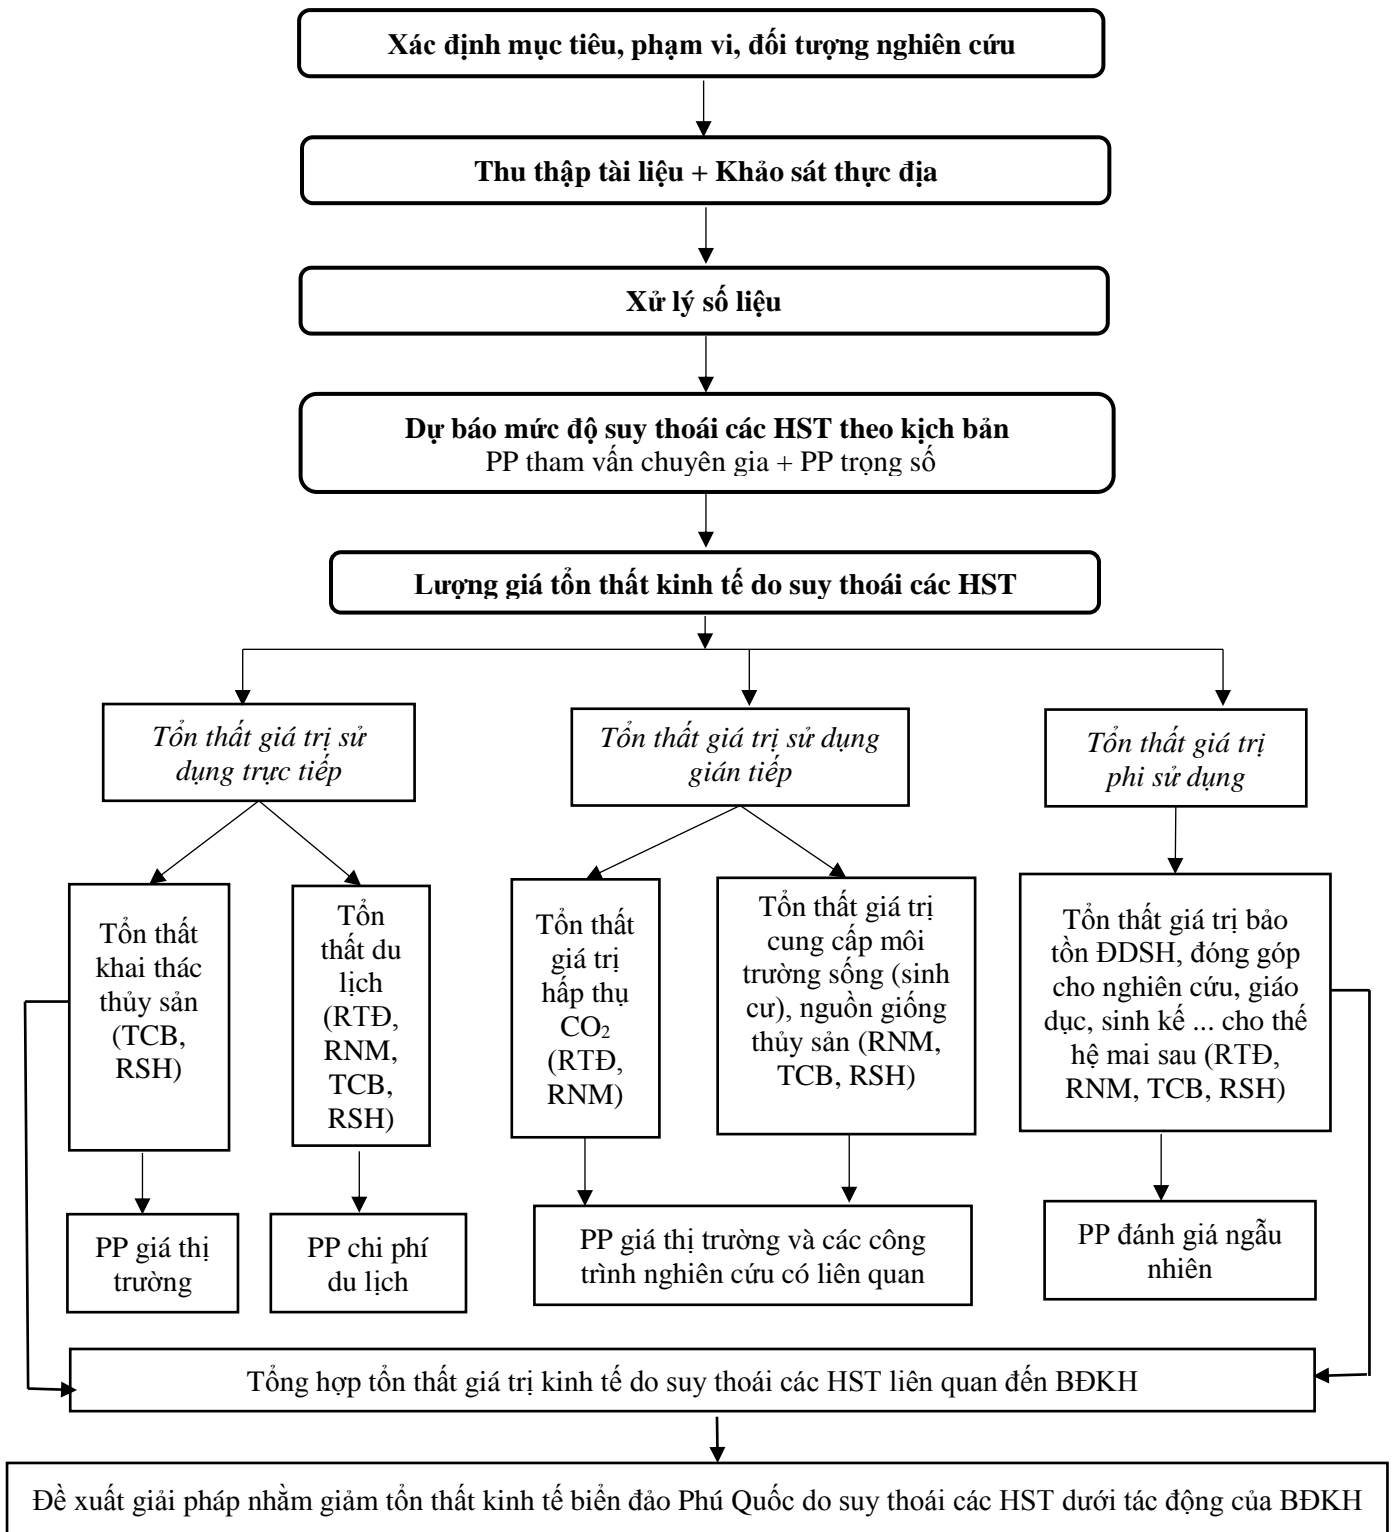 Xác định mục tiêu, phạm vi, đối tượng nghiên cứu
Thu thập tài liệu + Khảo sát thực địa
Xử lý số liệu
Dự báo mức độ suy thoái các HST theo kịch bản
PP tham vấn chuyên gia + PP trọng số
Lượng giá tổn thất kinh tế do suy thoái các HST
Tổn thất giá trị sử
dụng trực tiếp
Tổn thất giá trị sử dụng
gián tiếp
Tổn thất giá trị
phi sử dụng
Tổn thất
khai thác
thủy sản
(TCB,
RSH)
Tổn
thất du
lịch
(RTĐ,
RNM,
TCB,
RSH)
Tổn thất
giá trị
hấp thụ
CO₂
(RTĐ,
RNM)
Tổn thất giá trị
cung cấp môi
trường sống (sinh
cư), nguồn giống
thủy sản (RNM,
TCB, RSH)
Tổn thất giá trị bảo
tồn ĐDSH, đóng góp
cho nghiên cứu, giáo
dục, sinh kế ... cho thế
hệ mai sau (RTĐ,
RNM, TCB, RSH)
PP giá thị
trường
PP chi phí
du lịch
PP giá thị trường và các công
trình nghiên cứu có liên quan
PP đánh giá ngẫu
nhiên
Tổng hợp tổn thất giá trị kinh tế do suy thoái các HST liên quan đến BĐKH
Đề xuất giải pháp nhằm giảm tổn thất kinh tế biển đảo Phú Quốc do suy thoái các HST dưới tác động của BĐKH